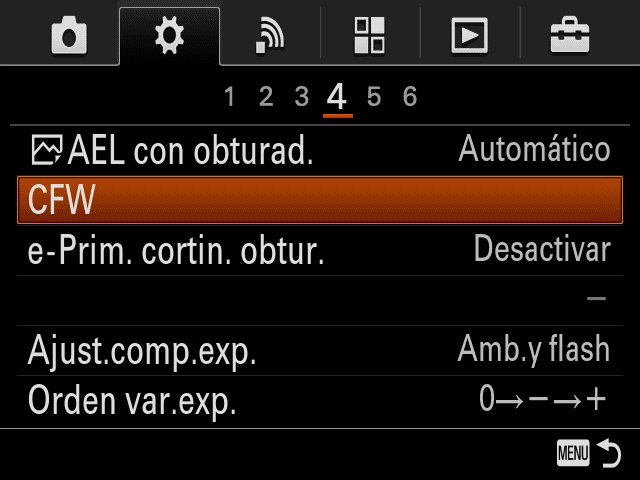 1 2 3 4 5 6
AEL con obturad. Automático
CFW
e-Prim. cortin. obtur. Desactivar
–
Ajust.comp.exp. Amb.y flash
Orden var.exp. 0→–→+
MENU